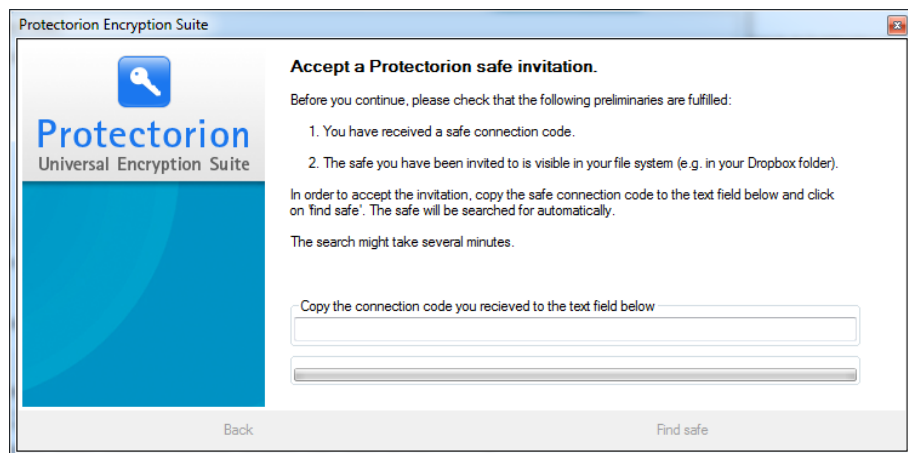 Protectorion Encryption Suite
Protectorion
Universal Encryption Suite
Accept a Protectorion safe invitation.
Before you continue, please check that the following preliminaries are fulfilled:
1. You have received a safe connection code.
2. The safe you have been invited to is visible in your file system (e.g. in your Dropbox folder).
In order to accept the invitation, copy the safe connection code to the text field below and click
on 'find safe'. The safe will be searched for automatically.
The search might take several minutes.
Copy the connection code you recieved to the text field below
Back
Find safe